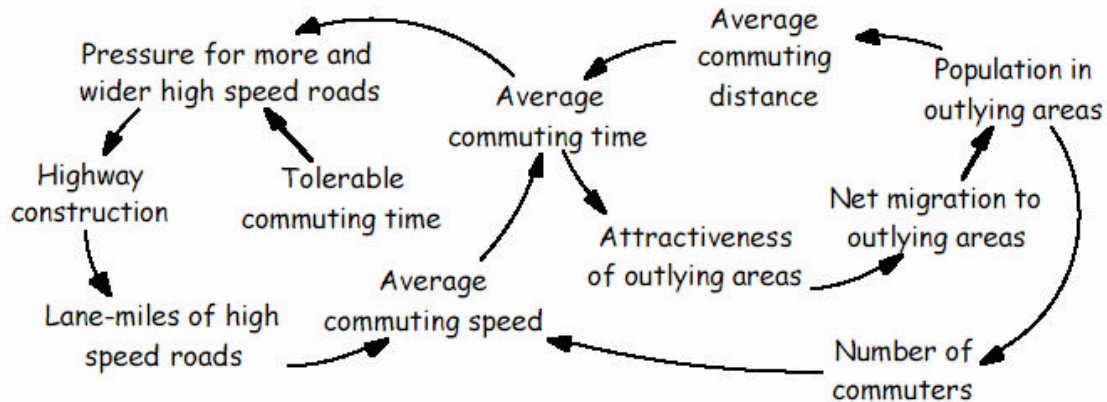 Pressure for more and
wider high speed roads
Average
commuting
distance
Population in
outlying areas
Average
commuting time
Highway
construction
Tolerable
commuting time
Net migration to
outlying areas
Attractiveness
of outlying areas
Average
commuting speed
Lane-miles of high
speed roads
Number of
commuters